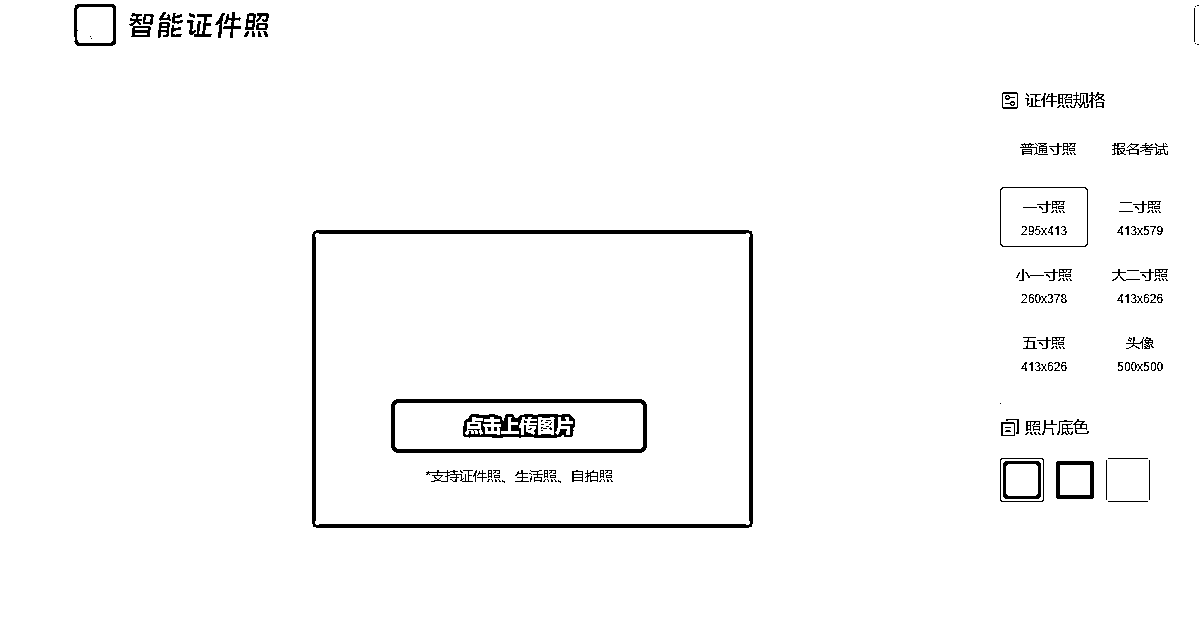 智能证件照
点击上传图片
*支持证件照、生活照、自拍照
证件照规格
普通寸照 报名考试
一寸照 二寸照
295x413 413x579
小一寸照 大二寸照
260x378 413x626
五寸照 头像
413x626 500x500
照片底色